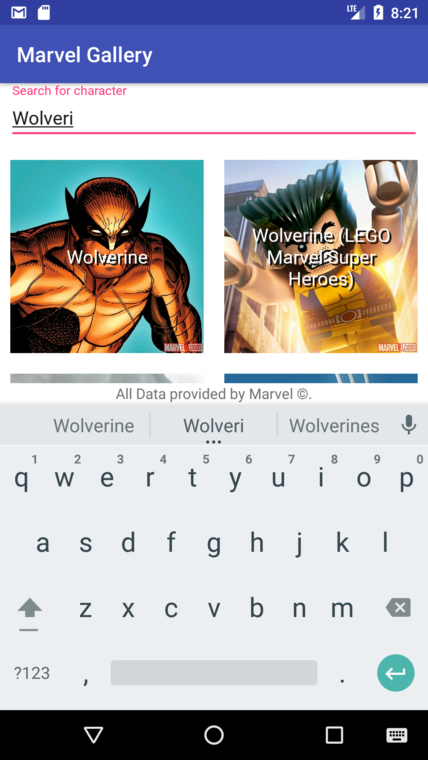 LTE 8:21
Marvel Gallery
Search for character
Wolveri
Wolverine
Wolverine (LEGO
Marvel Super
Heroes)
MARVEL
MARVEL
All Data provided by Marvel ©.
Wolverine Wolveri Wolverines
1 2 3 4 5 6 7 8 9 0
q w e r t y u i o p
a s d f g h j k l
z x c v b n m
?123 , .